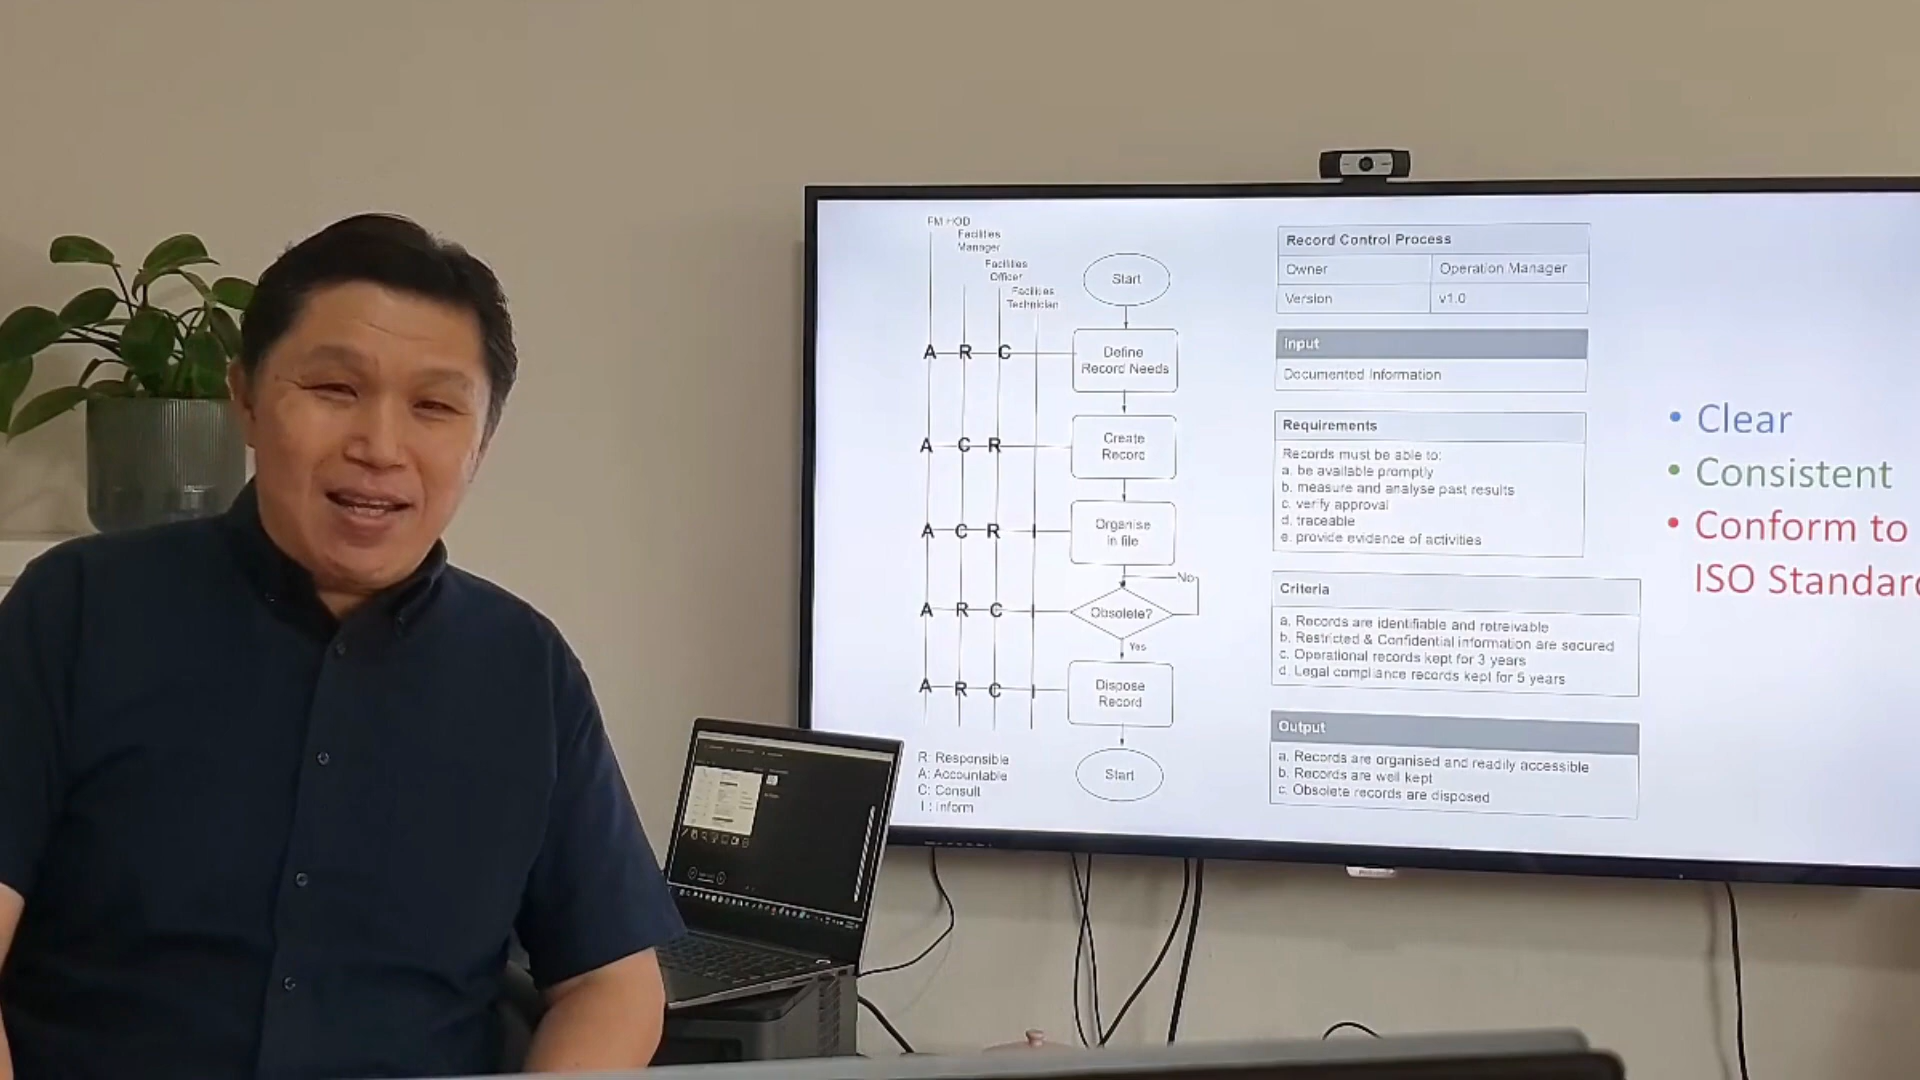 FM HOD
Facilities
Manager
Facilities
Officer
Facilities
Technician
Start
A R C
Define
Record Needs
A C R
Create
Record
A C R I
Organise
in file
No
A R C I
Obsolete?
Yes
A R C I
Dispose
Record
Start
R: Responsible
A: Accountable
C: Consult
I : Inform
Record Control Process
Owner Operation Manager
Version v1.0
Input
Documented Information
Requirements
Records must be able to:
a. be available promptly
b. measure and analyse past results
c. verify approval
d. traceable
e. provide evidence of activities
Criteria
a. Records are identifiable and retreivable
b. Restricted & Confidential information are secured
c. Operational records kept for 3 years
d. Legal compliance records kept for 5 years
Output
a. Records are organised and readily accessible
b. Records are well kept
c. Obsolete records are disposed
• Clear
• Consistent
• Conform to
ISO Standard